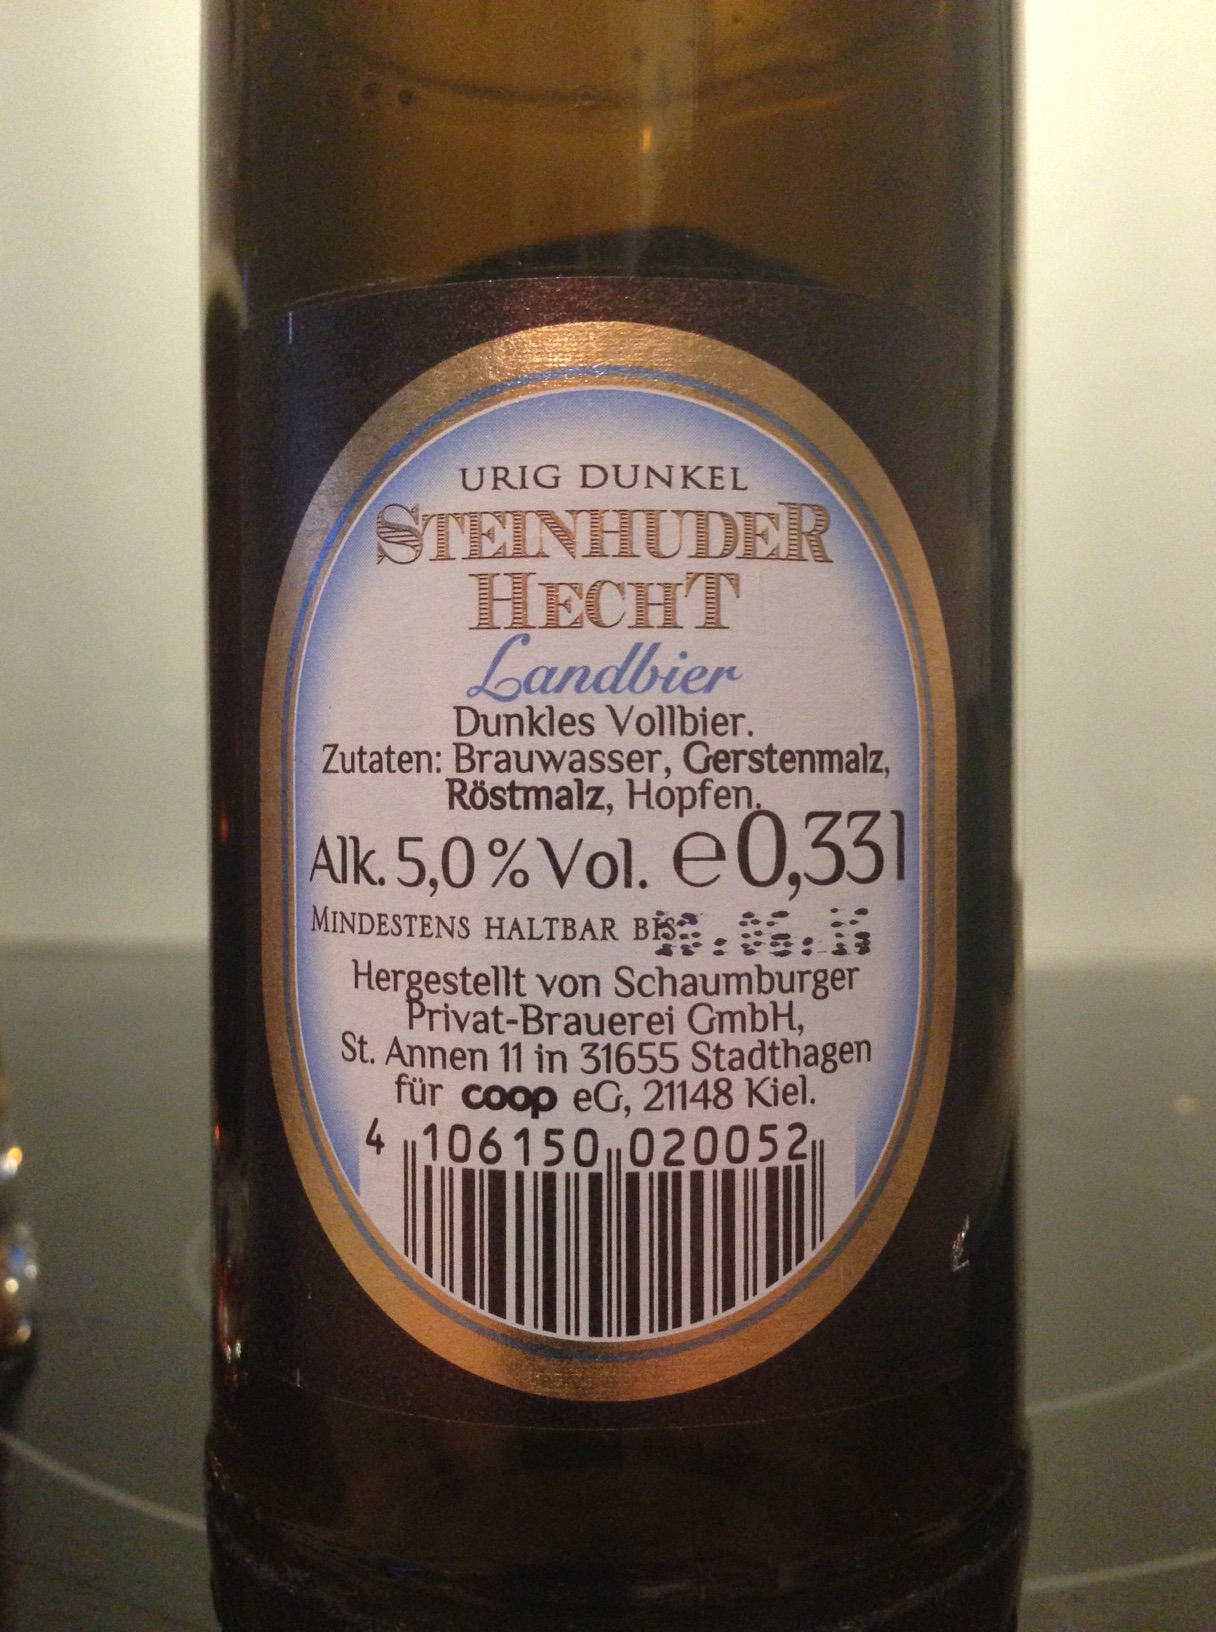 URIG DUNKEL
STEINHUDER
HECHT
Landbier
Dunkles Vollbier.
Zutaten: Brauwasser, Gerstenmalz,
Röstmalz, Hopfen.
Alk. 5,0 % Vol. e 0,33l
MINDESTENS HALTBAR BIS
Hergestellt von Schaumburger
Privat-Brauerei GmbH,
St. Annen 11 in 31655 Stadthagen
für coop eG, 21148 Kiel.
4 106150 020052